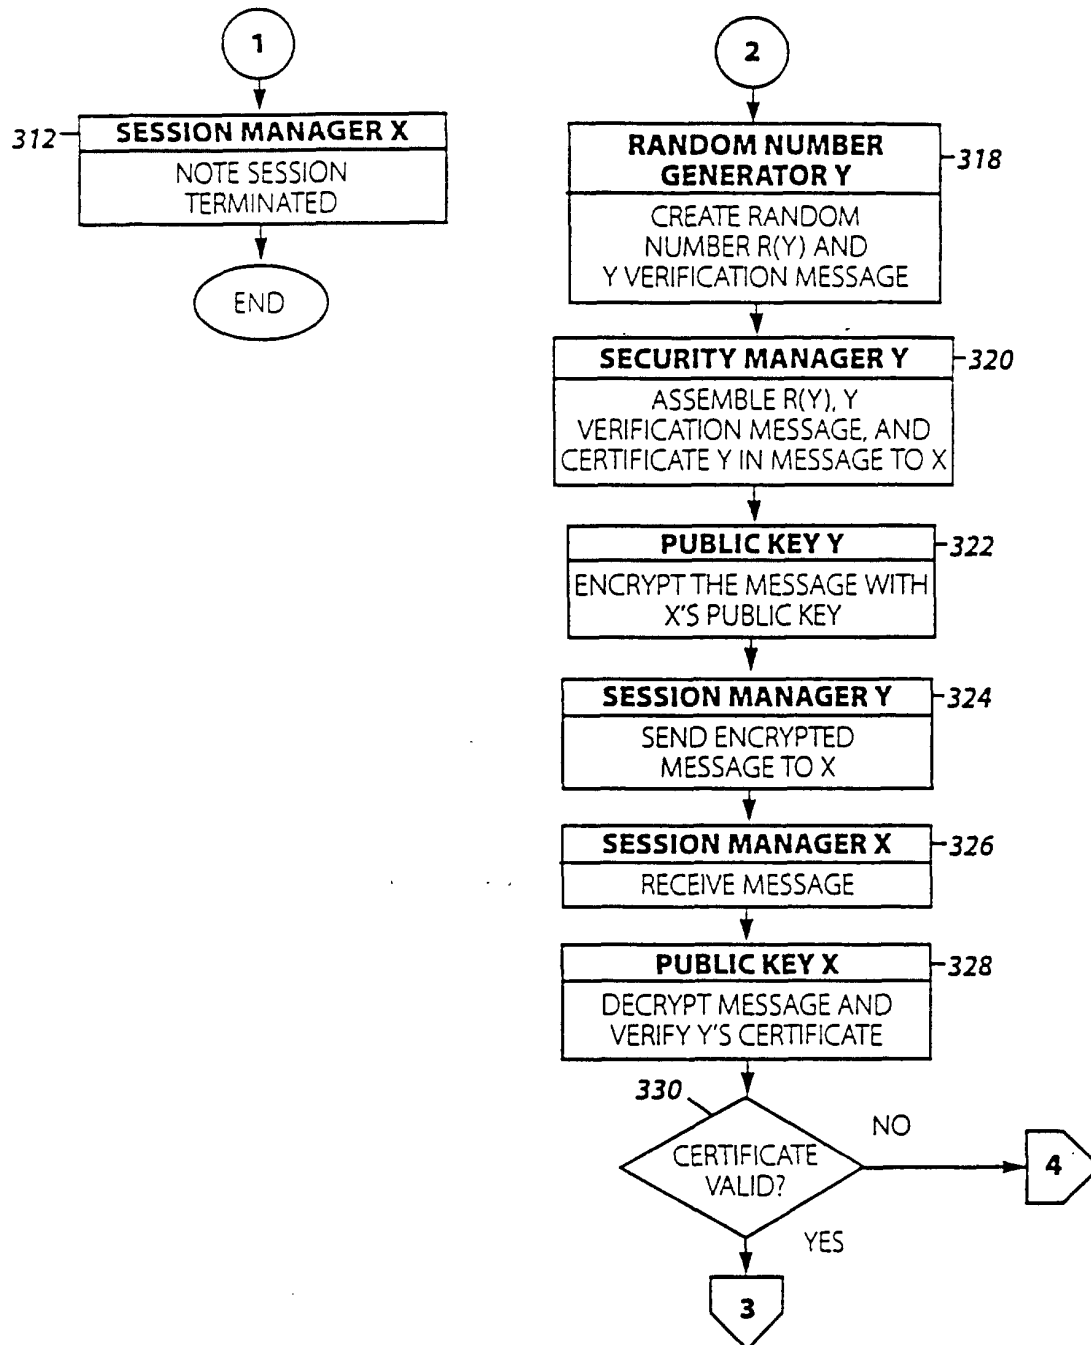 1
312
SESSION MANAGER X
NOTE SESSION
TERMINATED
END
2
RANDOM NUMBER
GENERATOR Y
318
CREATE RANDOM
NUMBER R(Y) AND
Y VERIFICATION MESSAGE
SECURITY MANAGER Y
320
ASSEMBLE R(Y), Y
VERIFICATION MESSAGE, AND
CERTIFICATE Y IN MESSAGE TO X
PUBLIC KEY Y
322
ENCRYPT THE MESSAGE WITH
X'S PUBLIC KEY
SESSION MANAGER Y
324
SEND ENCRYPTED
MESSAGE TO X
SESSION MANAGER X
326
RECEIVE MESSAGE
PUBLIC KEY X
328
DECRYPT MESSAGE AND
VERIFY Y'S CERTIFICATE
330
CERTIFICATE
VALID?
NO
4
YES
3